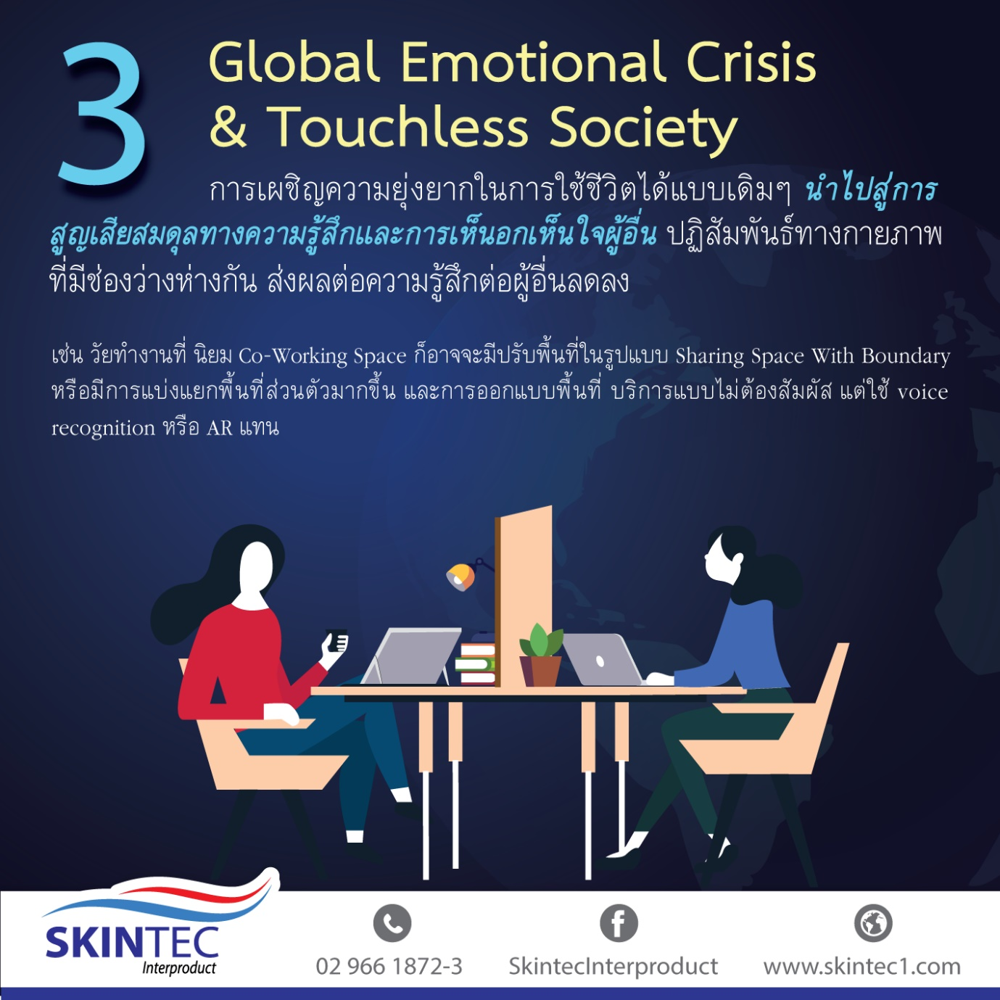 3
Global Emotional Crisis
& Touchless Society
การเผชิญความยุ่งยากในการใช้ชีวิตได้แบบเดิมๆ นำไปสู่การ
สูญเสียสมดุลทางความรู้สึกและการเห็นอกเห็นใจผู้อื่น ปฏิสัมพันธ์ทางกายภาพ
ที่มีช่องว่างห่างกัน ส่งผลต่อความรู้สึกต่อผู้อื่นลดลง
เช่น วัยทำงานที่ นิยม Co-Working Space ก็อาจจะมีปรับพื้นที่ในรูปแบบ Sharing Space With Boundary
หรือมีการแบ่งแยกพื้นที่ส่วนตัวมากขึ้น และการออกแบบพื้นที่ บริการแบบไม่ต้องสัมผัส แต่ใช้ voice
recognition หรือ AR แทน
SKINTEC
Interproduct
02 966 1872-3
SkintecInterproduct
www.skintec1.com